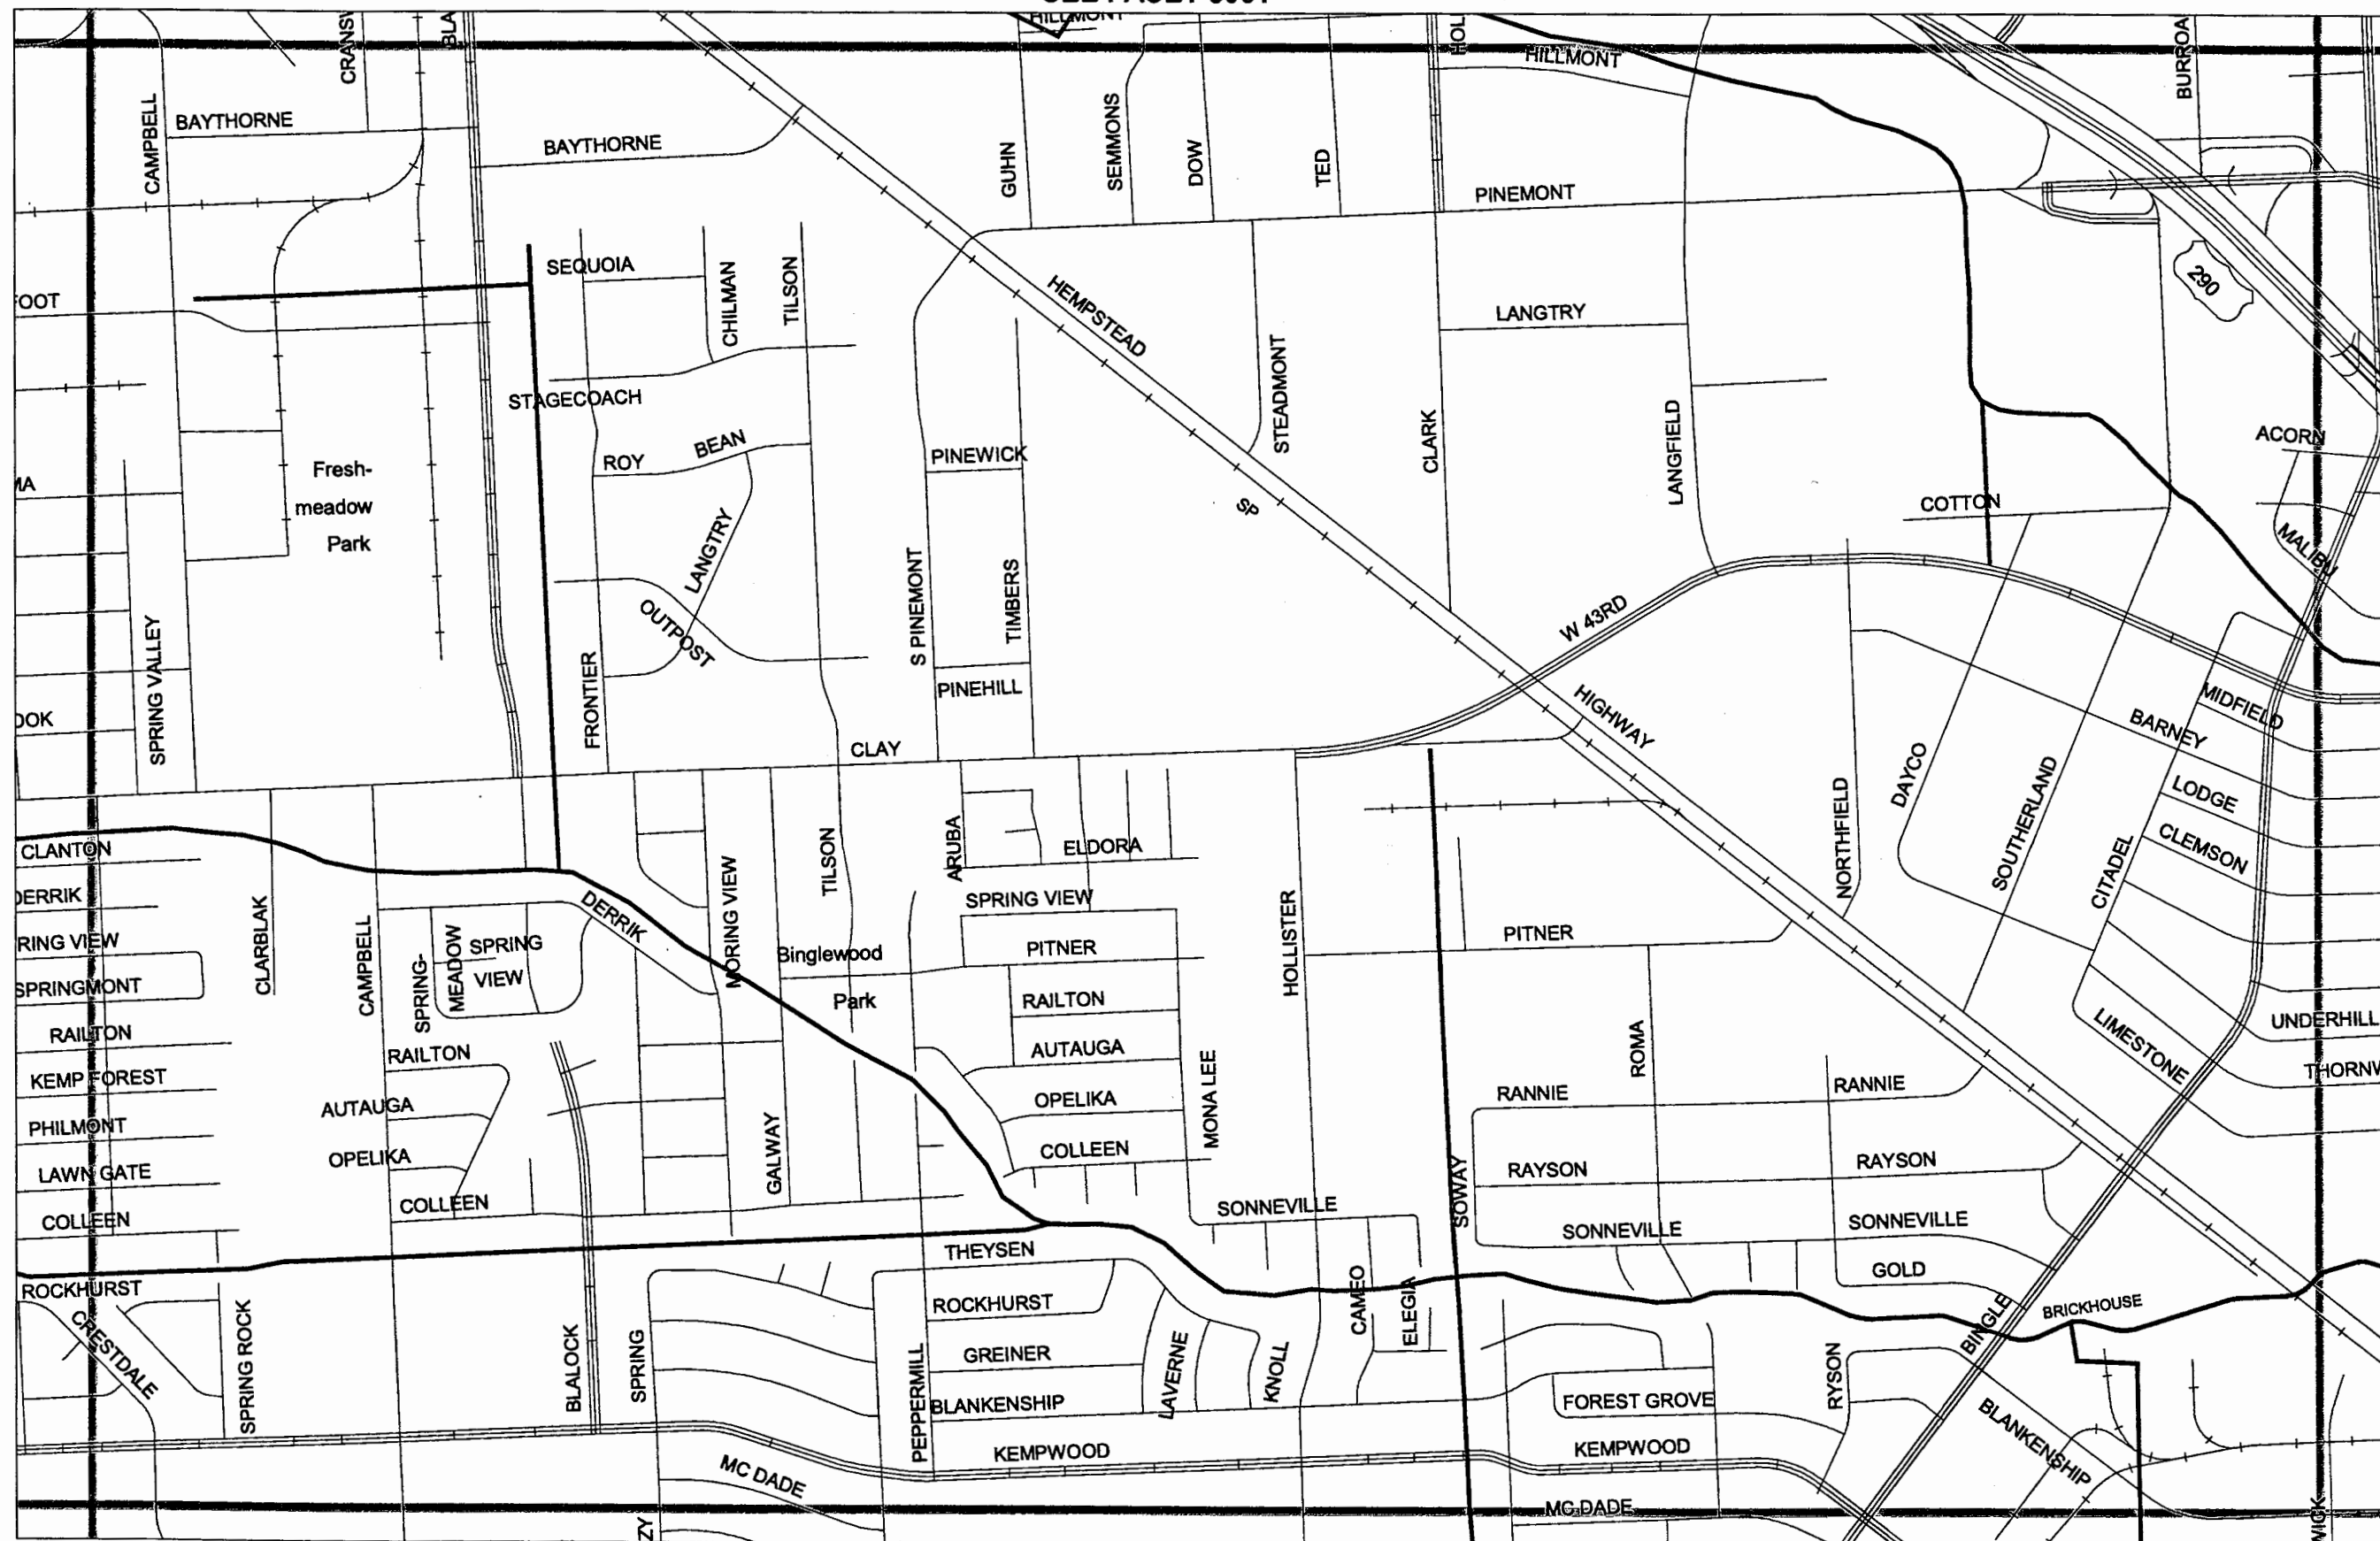 HILLMONT
HILLMONT
CAMPBELL
BAYTHORNE
BAYTHORNE
GUHN
SEMMONS
DOW
TED
PINEMONT
SEQUOIA
CHILMAN
TILSON
HEMPSTEAD
LANGTRY
290
STAGECOACH
STEADMONT
CLARK
LANGFIELD
ACORN
ROY
BEAN
PINEWICK
Fresh-
meadow
Park
SP
COTTON
MALIBU
LANGTRY
OUTPOST
S PINEMONT
TIMBERS
W 43RD
SPRING VALLEY
FRONTIER
PINEHILL
HIGHWAY
MIDFIELD
BARNEY
CLAY
DAYCO
SOUTHERLAND
LODGE
NORTHFIELD
CLEMSON
CITADEL
CLANTON
MORING VIEW
TILSON
ARUBA
ELDORA
DERRIK
SPRING VIEW
HOLLISTER
CLARBLAK
CAMPBELL
SPRING-
MEADOW
SPRING
VIEW
Binglewood
Park
PITNER
PITNER
SPRINGMONT
RAILTON
RAILTON
RAILTON
UNDERHILL
LIMESTONE
AUTAUGA
ROMA
KEMP FOREST
AUTAUGA
OPELIKA
MONA LEE
RANNIE
RANNIE
PHILMONT
GALWAY
COLLEEN
OPELIKA
LAWN GATE
RAYSON
RAYSON
COLLEEN
COLLEEN
SONNEVILLE
SOWAY
SONNEVILLE
SONNEVILLE
THEYSEN
GOLD
ROCKHURST
ROCKHURST
CAMEO
ELEGIA
BINGLE
BRICKHOUSE
CRESTDALE
SPRING ROCK
BLALOCK
SPRING
PEPPERMILL
GREINER
LAVERNE
KNOLL
RYSON
BLANKENSHIP
FOREST GROVE
BLANKENSHIP
KEMPWOOD
KEMPWOOD
MC DADE
MC DADE